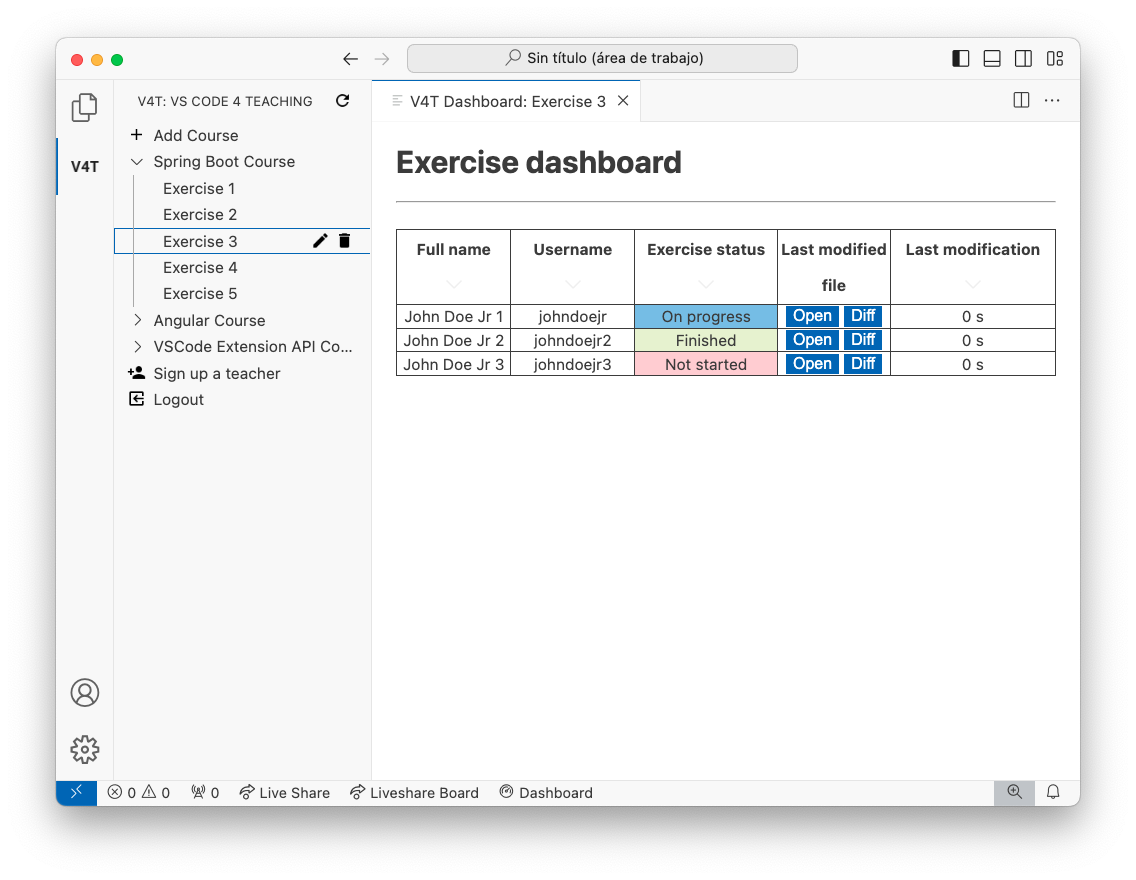 Sin título (área de trabajo)
V4T
V4T: VS CODE 4 TEACHING
Add Course
Spring Boot Course
Exercise 1
Exercise 2
Exercise 3
Exercise 4
Exercise 5
Angular Course
VSCode Extension API Co...
Sign up a teacher
Logout
V4T Dashboard: Exercise 3
Exercise dashboard
Full name Username Exercise status Last modified file Last modification
John Doe Jr 1 johndoejr On progress Open Diff 0 s
John Doe Jr 2 johndoejr2 Finished Open Diff 0 s
John Doe Jr 3 johndoejr3 Not started Open Diff 0 s
0 0 0 Live Share Liveshare Board Dashboard